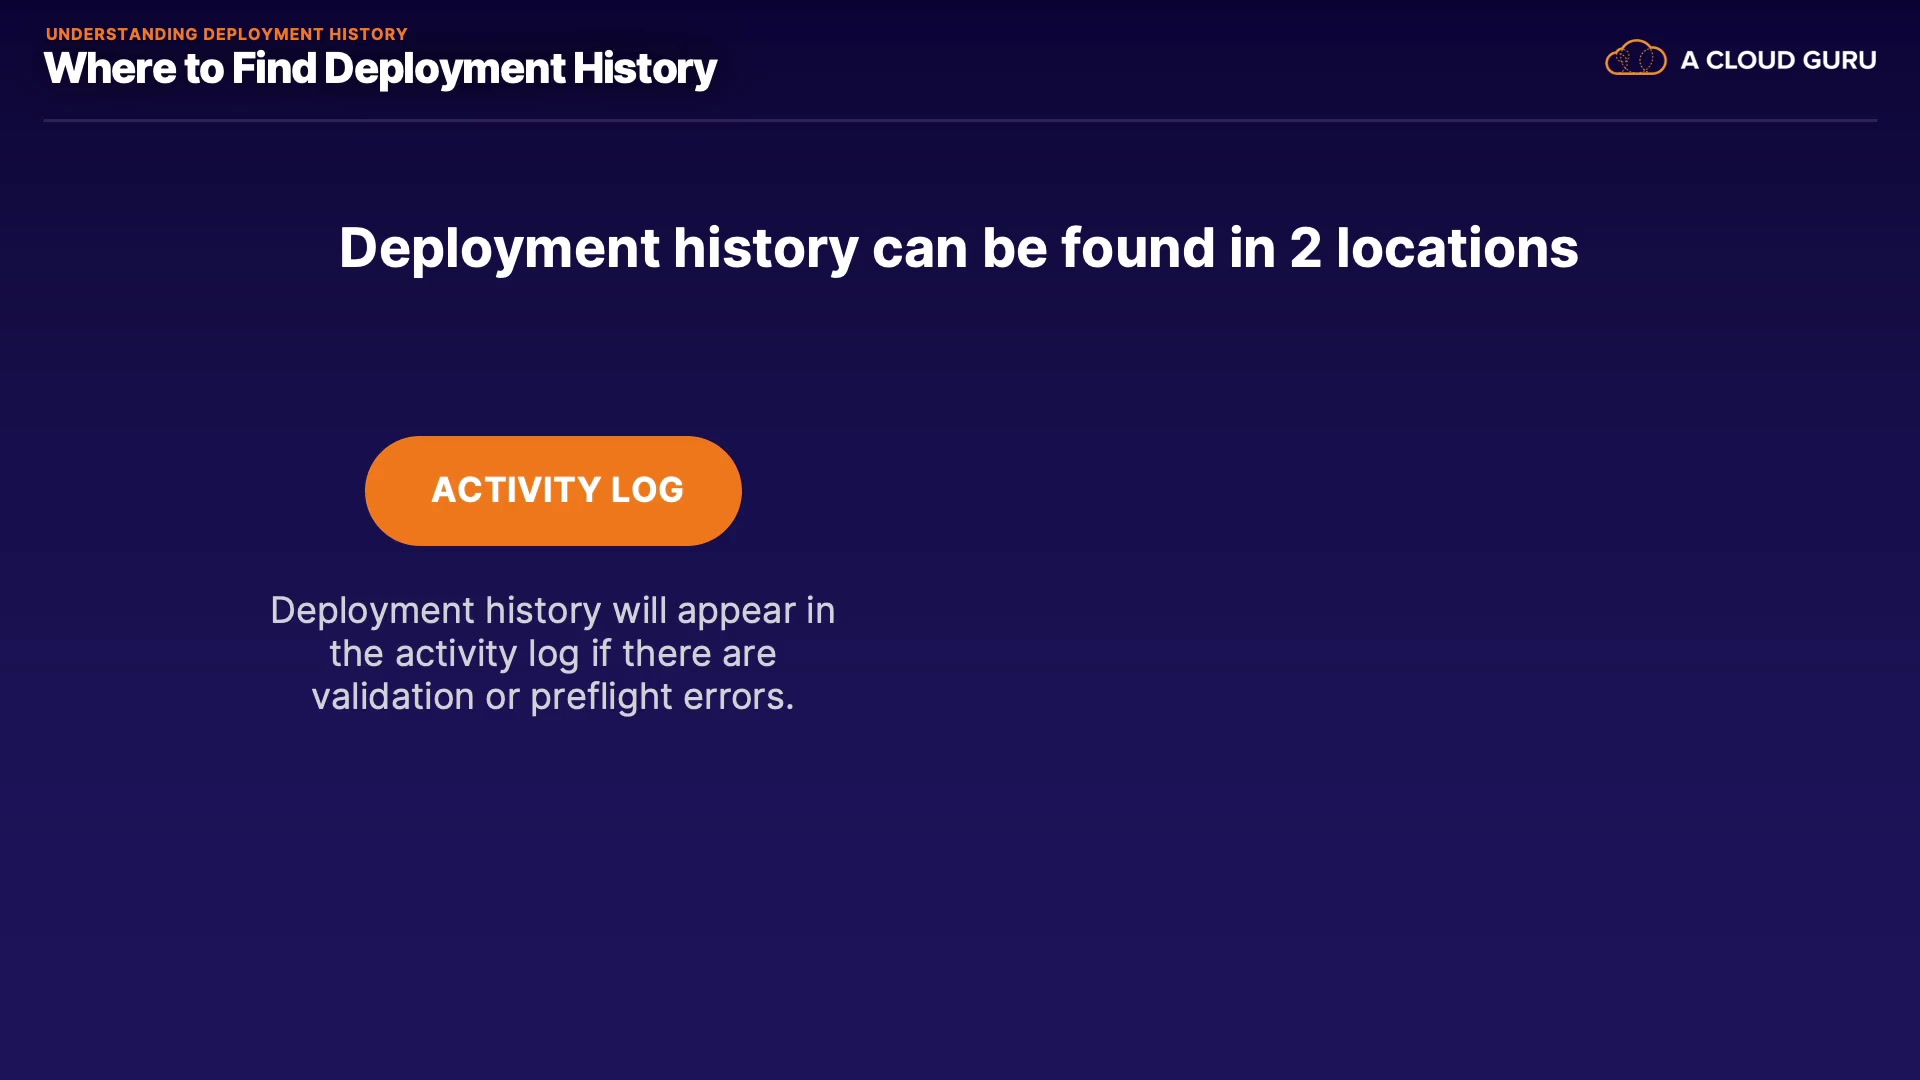 UNDERSTANDING DEPLOYMENT HISTORY
Where to Find Deployment History
A CLOUD GURU
Deployment history can be found in 2 locations
ACTIVITY LOG
Deployment history will appear in
the activity log if there are
validation or preflight errors.